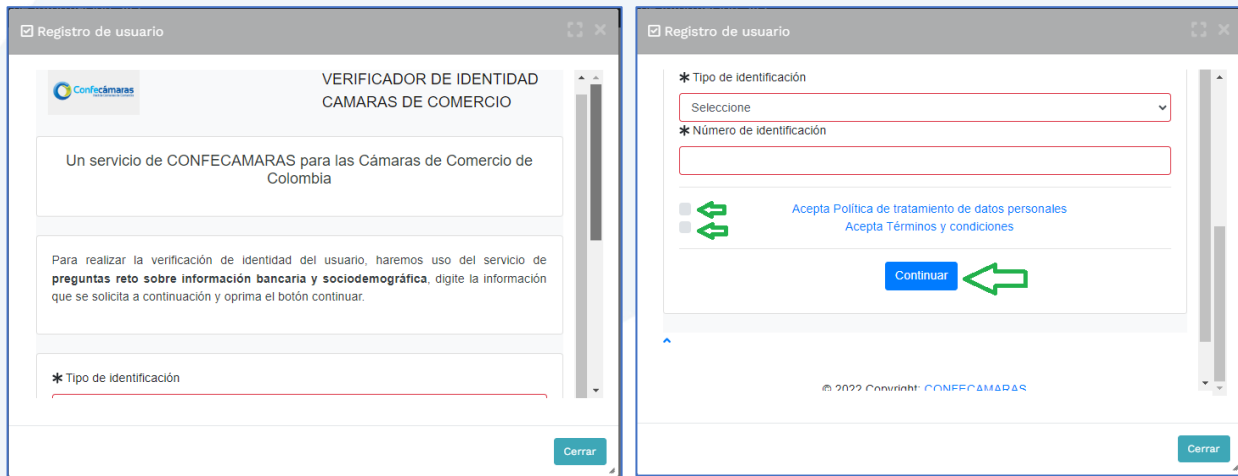 Registro de usuario
Confecámaras
VERIFICADOR DE IDENTIDAD
CAMARAS DE COMERCIO
Un servicio de CONFECAMARAS para las Cámaras de Comercio de
Colombia
Para realizar la verificación de identidad del usuario, haremos uso del servicio de
preguntas reto sobre información bancaria y sociodemográfica, digite la información
que se solicita a continuación y oprima el botón continuar.
* Tipo de identificación
Cerrar
Registro de usuario
* Tipo de identificación
Seleccione
* Número de identificación
Acepta Política de tratamiento de datos personales
Acepta Términos y condiciones
Continuar
© 2022 Copyright: CONFECAMARAS
Cerrar